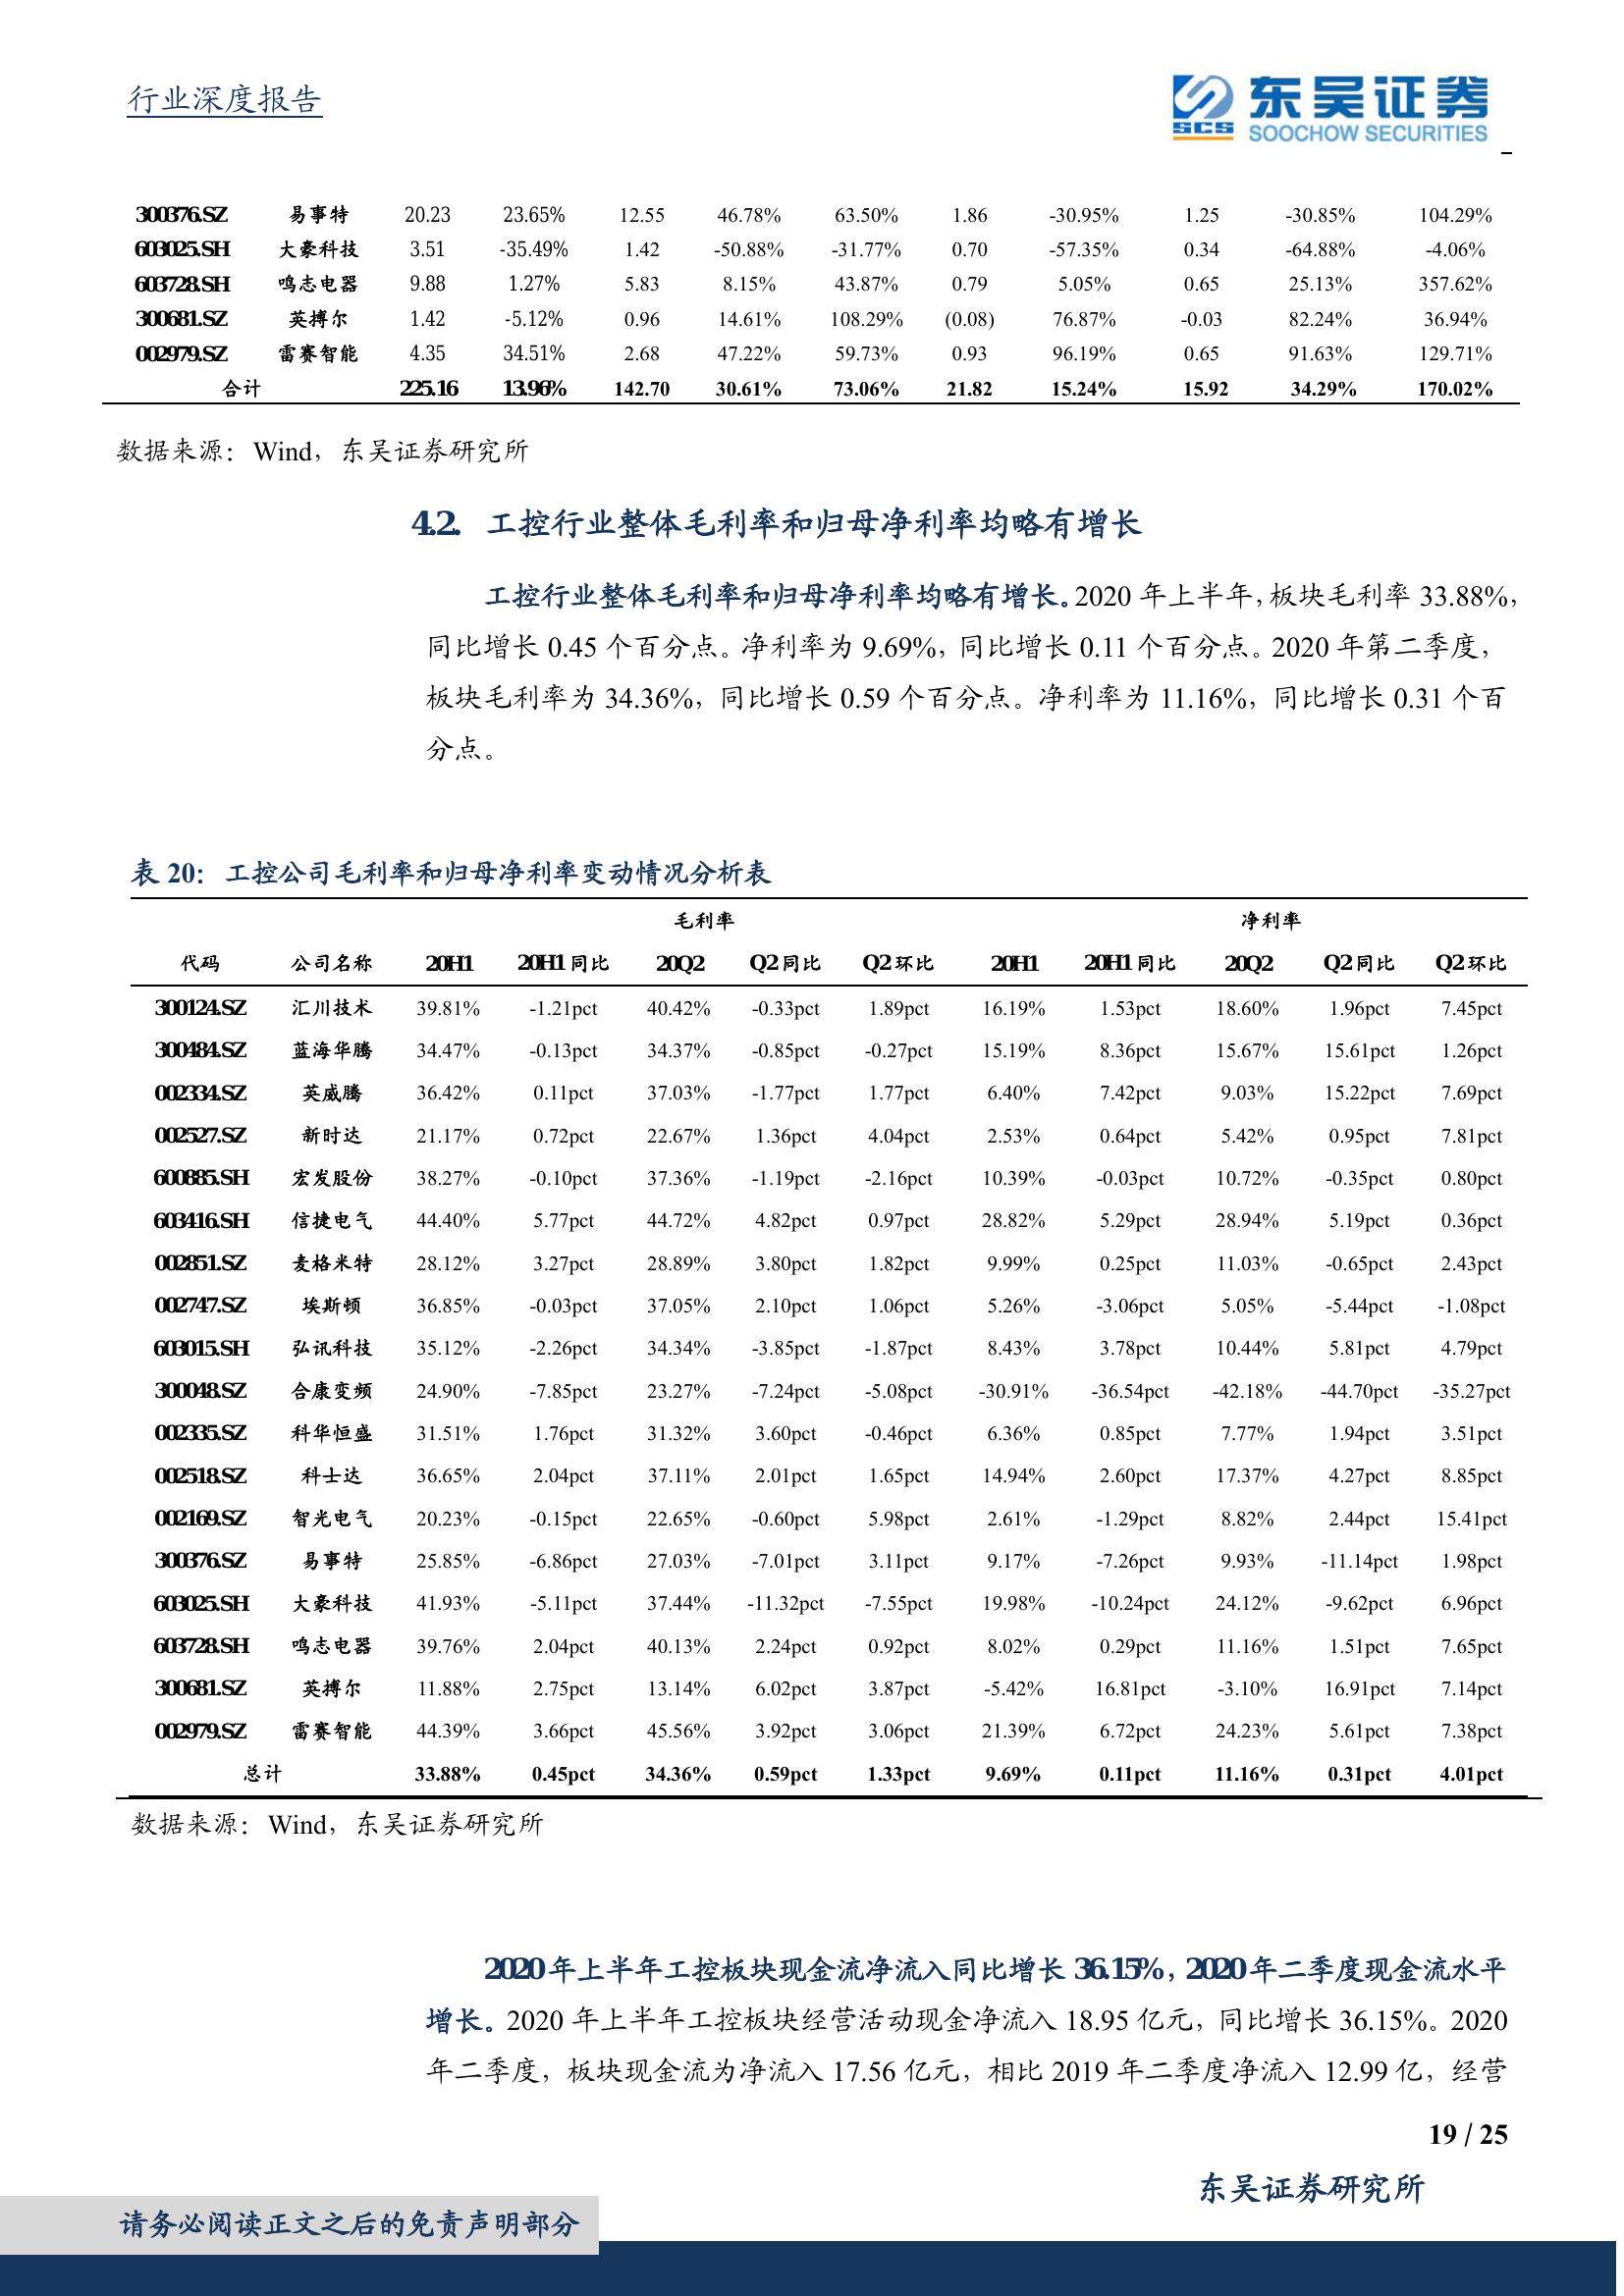 行业深度报告
SCS 东吴证券
SOOCHOW SECURITIES
300376.SZ 易事特 20.23 23.65% 12.55 46.78% 63.50% 1.86 -30.95% 1.25 -30.85% 104.29%
603025.SH 大豪科技 3.51 -35.49% 1.42 -50.88% -31.77% 0.70 -57.35% 0.34 -64.88% -4.06%
603728.SH 鸣志电器 9.88 1.27% 5.83 8.15% 43.87% 0.79 5.05% 0.65 25.13% 357.62%
300681.SZ 英搏尔 1.42 -5.12% 0.96 14.61% 108.29% (0.08) 76.87% -0.03 82.24% 36.94%
002979.SZ 雷赛智能 4.35 34.51% 2.68 47.22% 59.73% 0.93 96.19% 0.65 91.63% 129.71%
合计 225.16 13.96% 142.70 30.61% 73.06% 21.82 15.24% 15.92 34.29% 170.02%
数据来源：Wind，东吴证券研究所
4.2. 工控行业整体毛利率和归母净利率均略有增长
工控行业整体毛利率和归母净利率均略有增长。2020 年上半年，板块毛利率 33.88%，
同比增长 0.45 个百分点。净利率为 9.69%，同比增长 0.11 个百分点。2020 年第二季度，
板块毛利率为 34.36%，同比增长 0.59 个百分点。净利率为 11.16%，同比增长 0.31 个百
分点。
表 20： 工控公司毛利率和归母净利率变动情况分析表
毛利率 净利率
代码 公司名称 20H1 20H1 同比 20Q2 Q2 同比 Q2 环比 20H1 20H1 同比 20Q2 Q2 同比 Q2 环比
300124.SZ 汇川技术 39.81% -1.21pct 40.42% -0.33pct 1.89pct 16.19% 1.53pct 18.60% 1.96pct 7.45pct
300484.SZ 蓝海华腾 34.47% -0.13pct 34.37% -0.85pct -0.27pct 15.19% 8.36pct 15.67% 15.61pct 1.26pct
002334.SZ 英威腾 36.42% 0.11pct 37.03% -1.77pct 1.77pct 6.40% 7.42pct 9.03% 15.22pct 7.69pct
002527.SZ 新时达 21.17% 0.72pct 22.67% 1.36pct 4.04pct 2.53% 0.64pct 5.42% 0.95pct 7.81pct
600885.SH 宏发股份 38.27% -0.10pct 37.36% -1.19pct -2.16pct 10.39% -0.03pct 10.72% -0.35pct 0.80pct
603416.SH 信捷电气 44.40% 5.77pct 44.72% 4.82pct 0.97pct 28.82% 5.29pct 28.94% 5.19pct 0.36pct
002851.SZ 麦格米特 28.12% 3.27pct 28.89% 3.80pct 1.82pct 9.99% 0.25pct 11.03% -0.65pct 2.43pct
002747.SZ 埃斯顿 36.85% -0.03pct 37.05% 2.10pct 1.06pct 5.26% -3.06pct 5.05% -5.44pct -1.08pct
603015.SH 弘讯科技 35.12% -2.26pct 34.34% -3.85pct -1.87pct 8.43% 3.78pct 10.44% 5.81pct 4.79pct
300048.SZ 合康变频 24.90% -7.85pct 23.27% -7.24pct -5.08pct -30.91% -36.54pct -42.18% -44.70pct -35.27pct
002335.SZ 科华恒盛 31.51% 1.76pct 31.32% 3.60pct -0.46pct 6.36% 0.85pct 7.77% 1.94pct 3.51pct
002518.SZ 科士达 36.65% 2.04pct 37.11% 2.01pct 1.65pct 14.94% 2.60pct 17.37% 4.27pct 8.85pct
002169.SZ 智光电气 20.23% -0.15pct 22.65% -0.60pct 5.98pct 2.61% -1.29pct 8.82% 2.44pct 15.41pct
300376.SZ 易事特 25.85% -6.86pct 27.03% -7.01pct 3.11pct 9.17% -7.26pct 9.93% -11.14pct 1.98pct
603025.SH 大豪科技 41.93% -5.11pct 37.44% -11.32pct -7.55pct 19.98% -10.24pct 24.12% -9.62pct 6.96pct
603728.SH 鸣志电器 39.76% 2.04pct 40.13% 2.24pct 0.92pct 8.02% 0.29pct 11.16% 1.51pct 7.65pct
300681.SZ 英搏尔 11.88% 2.75pct 13.14% 6.02pct 3.87pct -5.42% 16.81pct -3.10% 16.91pct 7.14pct
002979.SZ 雷赛智能 44.39% 3.66pct 45.56% 3.92pct 3.06pct 21.39% 6.72pct 24.23% 5.61pct 7.38pct
总计 33.88% 0.45pct 34.36% 0.59pct 1.33pct 9.69% 0.11pct 11.16% 0.31pct 4.01pct
数据来源：Wind，东吴证券研究所
2020 年上半年工控板块现金流净流入同比增长 36.15%，2020 年二季度现金流水平
增长。2020 年上半年工控板块经营活动现金净流入 18.95 亿元，同比增长 36.15%。2020
年二季度，板块现金流为净流入 17.56 亿元，相比 2019 年二季度净流入 12.99 亿，经营
19 / 25
东吴证券研究所
请务必阅读正文之后的免责声明部分